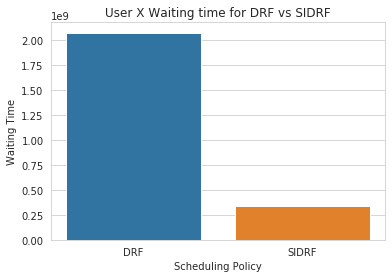 User X Waiting time for DRF vs SIDRF
1e9
2.00
1.75
1.50
1.25
1.00
0.75
0.50
0.25
0.00
Waiting Time
DRF SIDRF
Scheduling Policy